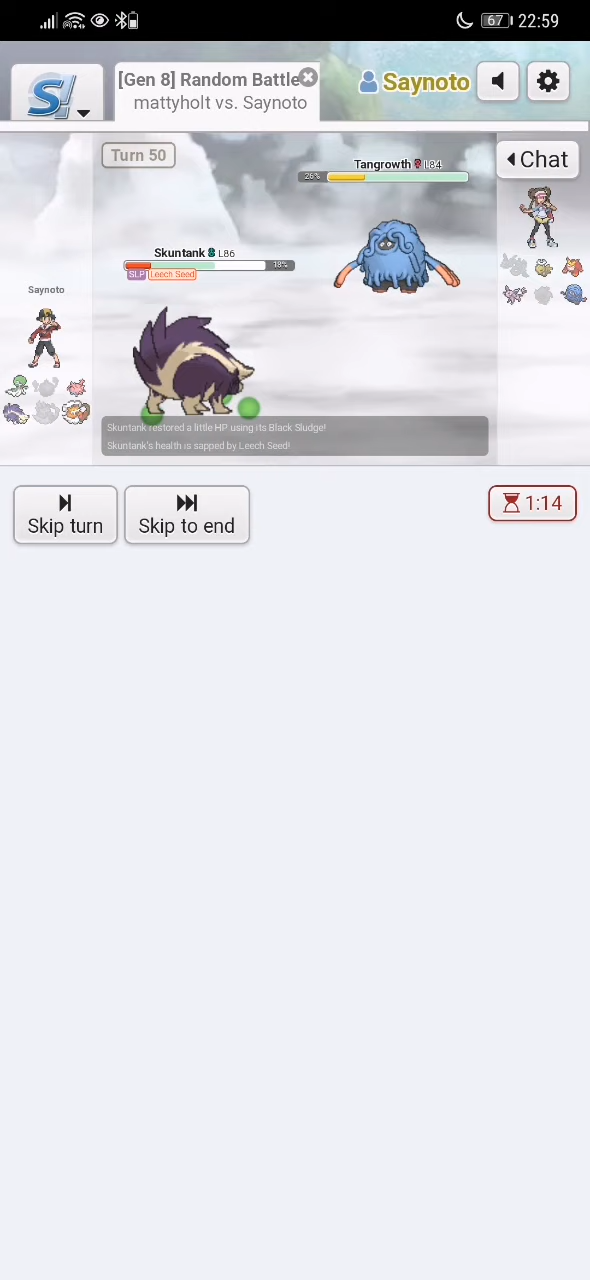 67 22:59
S!
[Gen 8] Random Battle
mattyholt vs. Saynoto
Saynoto
Turn 50
Chat
Tangrowth L84
26%
Skuntank L86
18%
SLP Leech Seed
Saynoto
Skuntank restored a little HP using its Black Sludge!
Skuntank's health is sapped by Leech Seed!
Skip turn
Skip to end
1:14